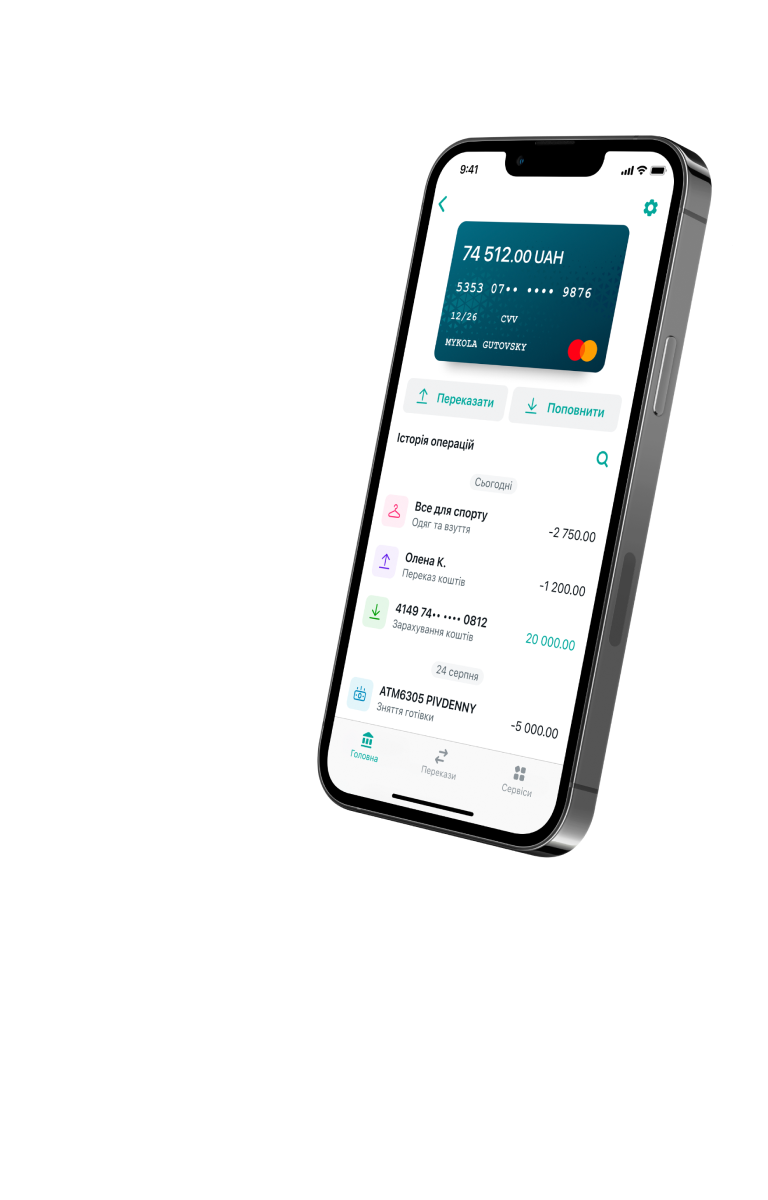 9:41
74 512.00 UAH
5353 07•• •••• 9876
12/26 CVV
MYKOLA GUTOVSKY
Переказати
Поповнити
Історія операцій
Сьогодні
Все для спорту
Одяг та взуття
-2 750.00
Олена К.
Переказ коштів
-1 200.00
4149 74•• •••• 0812
Зарахування коштів
20 000.00
24 серпня
ATM6305 PIVDENNY
Зняття готівки
-5 000.00
Головна
Перекази
Сервіси